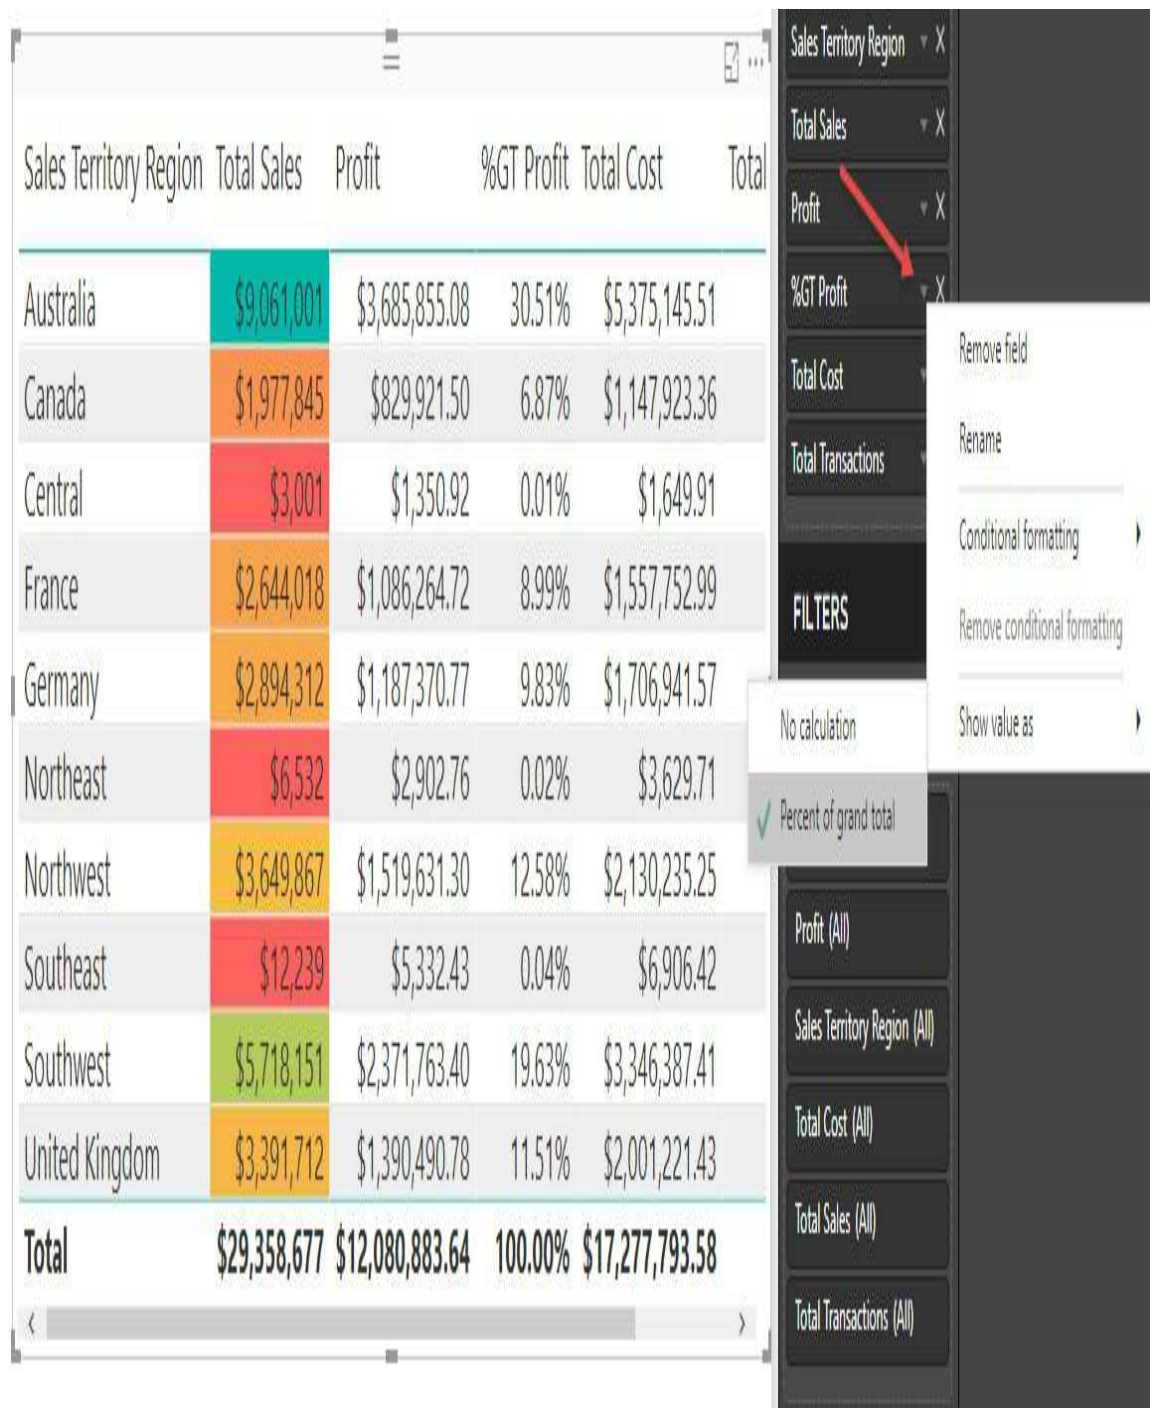 Sales Territory Region Total Sales Profit %GT Profit Total Cost Total
Australia $9,061,001 $3,685,855.08 30.51% $5,375,145.51
Canada $1,977,845 $829,921.50 6.87% $1,147,923.36
Central $3,001 $1,350.92 0.01% $1,649.91
France $2,644,018 $1,086,264.72 8.99% $1,557,752.99
Germany $2,894,312 $1,187,370.77 9.83% $1,706,941.57
Northeast $6,532 $2,902.76 0.02% $3,629.71
Northwest $3,649,867 $1,519,631.30 12.58% $2,130,235.25
Southeast $12,239 $5,332.43 0.04% $6,906.42
Southwest $5,718,151 $2,371,763.40 19.63% $3,346,387.41
United Kingdom $3,391,712 $1,390,490.78 11.51% $2,001,221.43
Total $29,358,677 $12,080,883.64 100.00% $17,277,793.58
Sales Territory Region
Total Sales
Profit
%GT Profit
Total Cost
Total Transactions
FILTERS
Remove field
Rename
Conditional formatting
Remove conditional formatting
Show value as
No calculation
Percent of grand total
Profit (All)
Sales Territory Region (All)
Total Cost (All)
Total Sales (All)
Total Transactions (All)